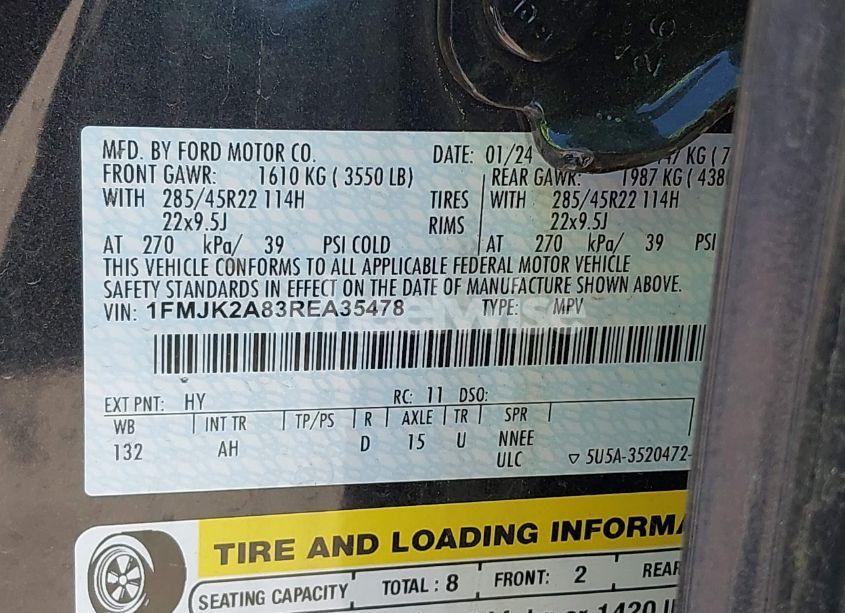 MFD. BY FORD MOTOR CO. DATE: 01/24 KG ( 7
FRONT GAWR: 1610 KG ( 3550 LB) REAR GAWR: 1987 KG ( 438
WITH 285/45R22 114H TIRES WITH 285/45R22 114H
22x9.5J RIMS 22x9.5J
AT 270 kPa/ 39 PSI COLD AT 270 kPa/ 39 PSI
THIS VEHICLE CONFORMS TO ALL APPLICABLE FEDERAL MOTOR VEHICLE
SAFETY STANDARDS IN EFFECT ON THE DATE OF MANUFACTURE SHOWN ABOVE.
VIN: 1FMJK2A83REA35478 TYPE: MPV
wheelwise
EXT PNT: HY RC: 11 DSO:
WB INT TR TP/PS R AXLE TR SPR
132 AH D 15 U NNEE
ULC 5U5A-3520472-
TIRE AND LOADING INFORMA
SEATING CAPACITY TOTAL: 8 FRONT: 2 REAR